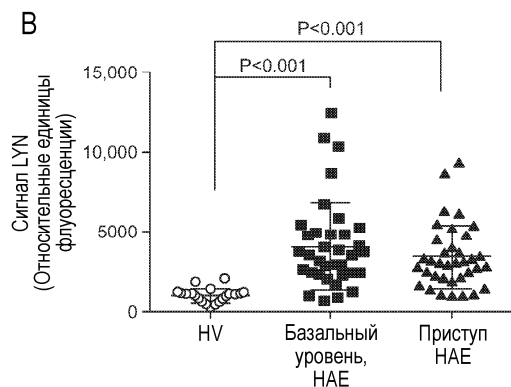 B
P<0.001
P<0.001
15,000
10,000
5000
0
Сигнал LYN
(Относительные единицы
флуоресценции)
HV
Базальный
уровень,
HAE
Приступ
HAE